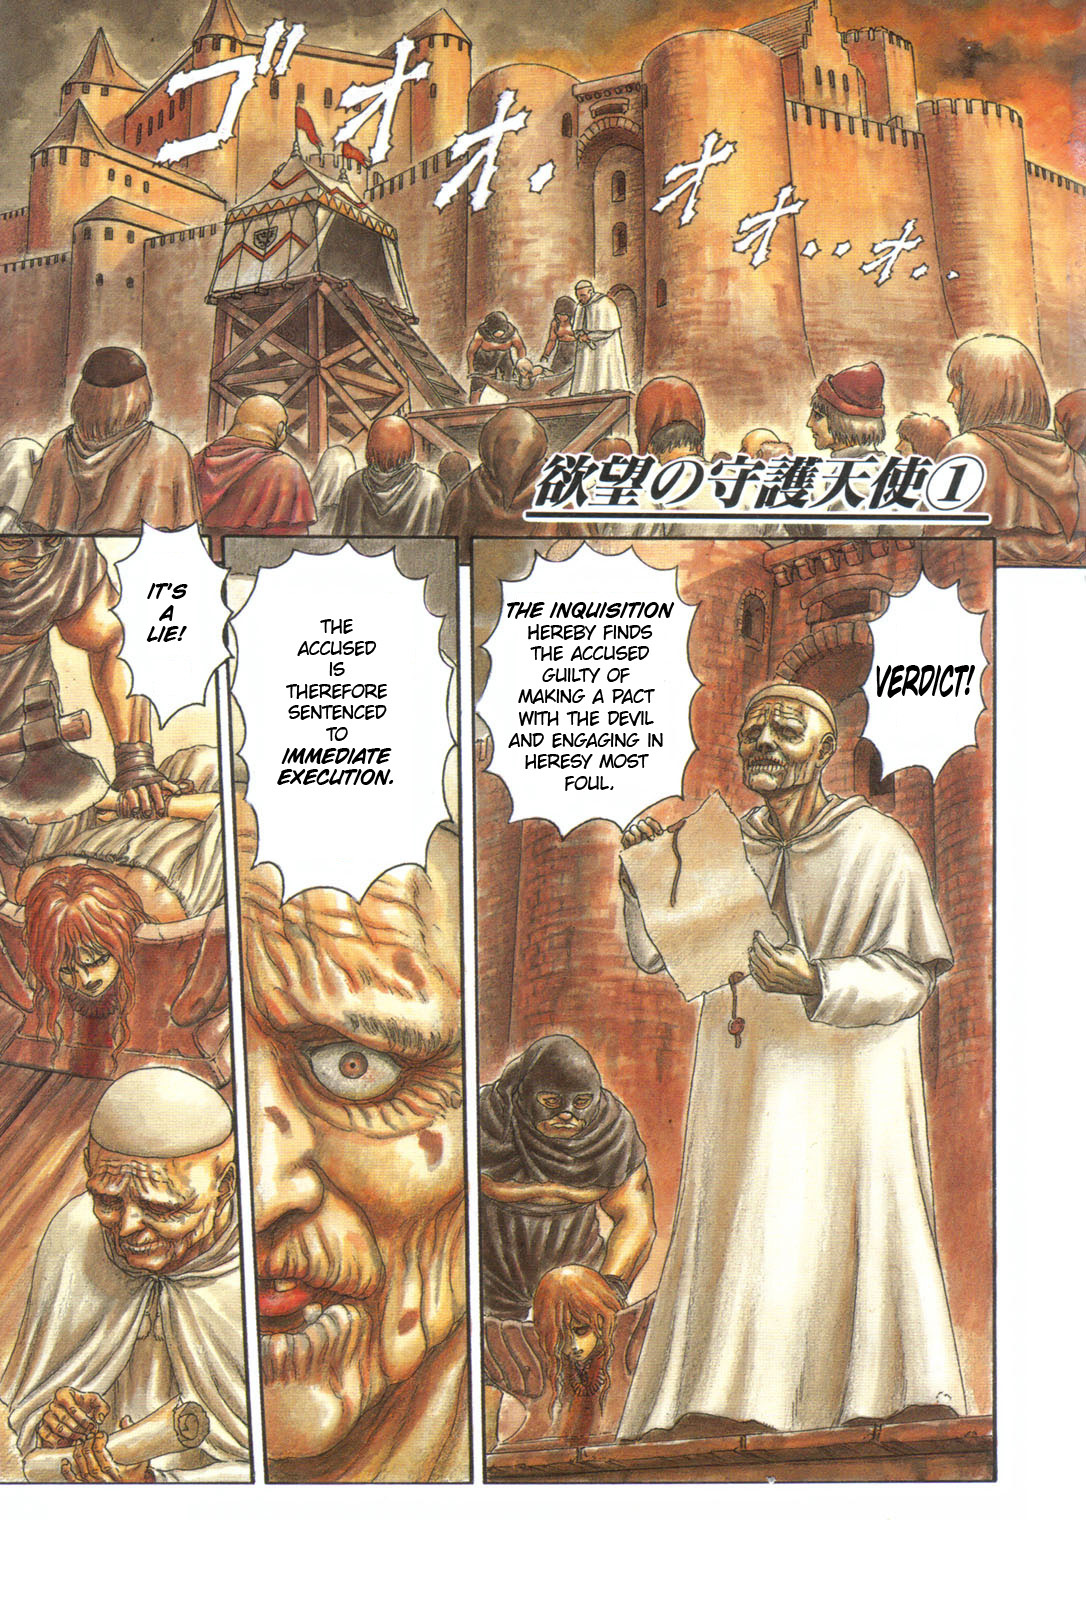 ゴオオオオオ..
欲望の守護天使①
VERDICT!
THE INQUISITION
HEREBY FINDS
THE ACCUSED
GUILTY OF
MAKING A PACT
WITH THE DEVIL
AND ENGAGING IN
HERESY MOST
FOUL.
THE
ACCUSED
IS
THEREFORE
SENTENCED
TO
IMMEDIATE
EXECUTION.
IT'S
A
LIE!